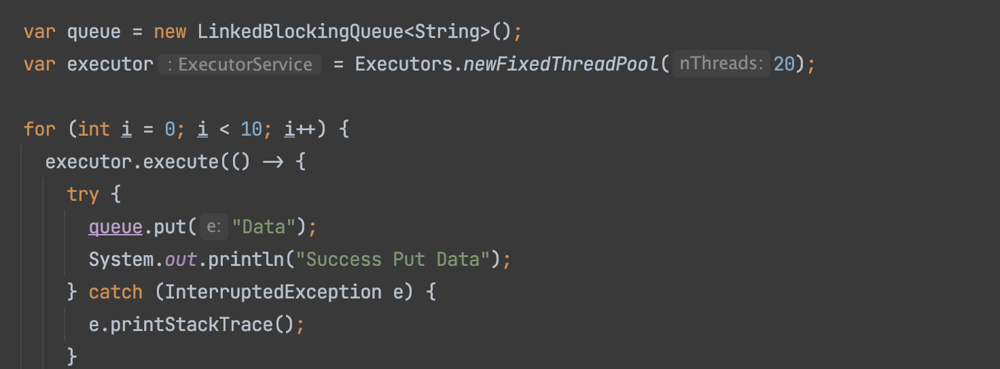 var queue = new LinkedBlockingQueue<String>();
var executor : ExecutorService = Executors.newFixedThreadPool( nThreads: 20);
for (int i = 0; i < 10; i++) {
executor.execute(() -> {
try {
queue.put( e: "Data");
System.out.println("Success Put Data");
} catch (InterruptedException e) {
e.printStackTrace();
}